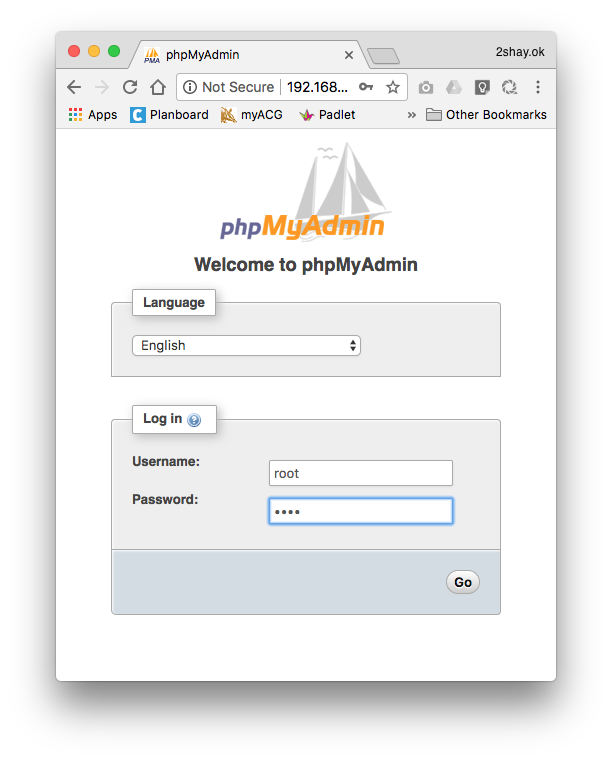 PMA phpMyAdmin
2shay.ok
Not Secure 192.168...
Apps Planboard myACG Padlet » Other Bookmarks
phpMyAdmin
Welcome to phpMyAdmin
Language
English
Log in
Username:
root
Password:
••••
Go